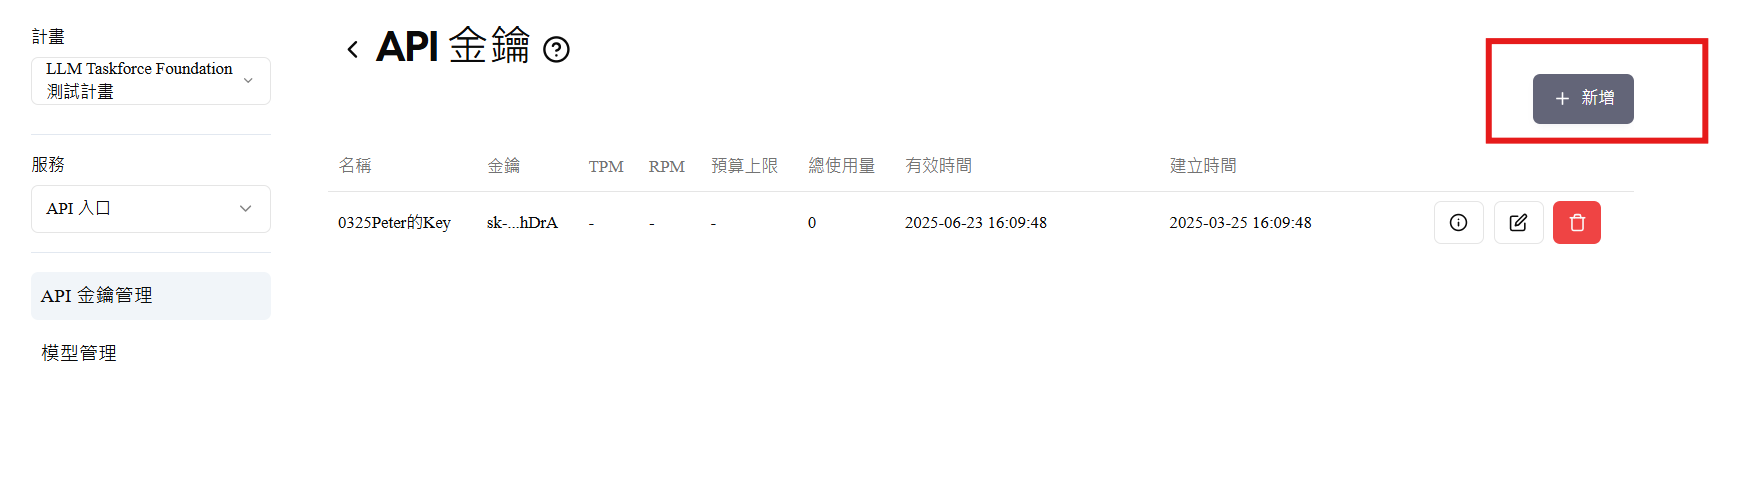 計畫
LLM Taskforce Foundation
測試計畫
服務
API 入口
API 金鑰管理
模型管理
API 金鑰
新增
名稱 金鑰 TPM RPM 預算上限 總使用量 有效時間 建立時間
0325Peter的Key sk-...hDrA - - - 0 2025-06-23 16:09:48 2025-03-25 16:09:48